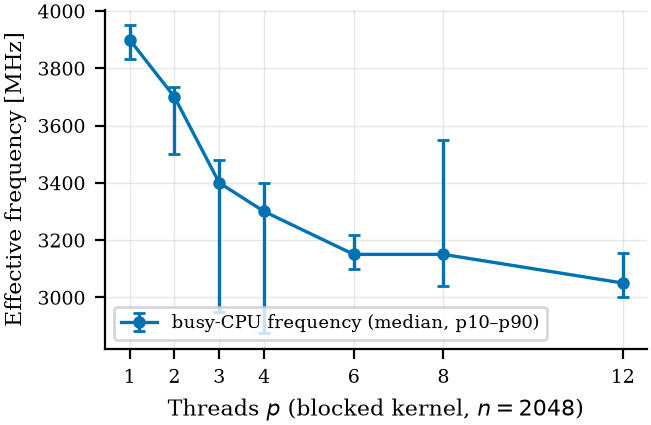 4000
3800
3600
3400
3200
3000
Effective frequency [MHz]
busy-CPU frequency (median, p10–p90)
1 2 3 4 6 8 12
Threads p (blocked kernel, n = 2048)